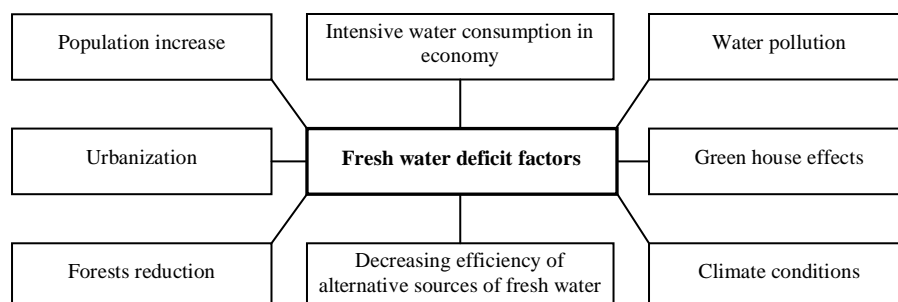 Population increase
Intensive water consumption in
economy
Water pollution
Urbanization
Fresh water deficit factors
Green house effects
Forests reduction
Decreasing efficiency of
alternative sources of fresh water
Climate conditions